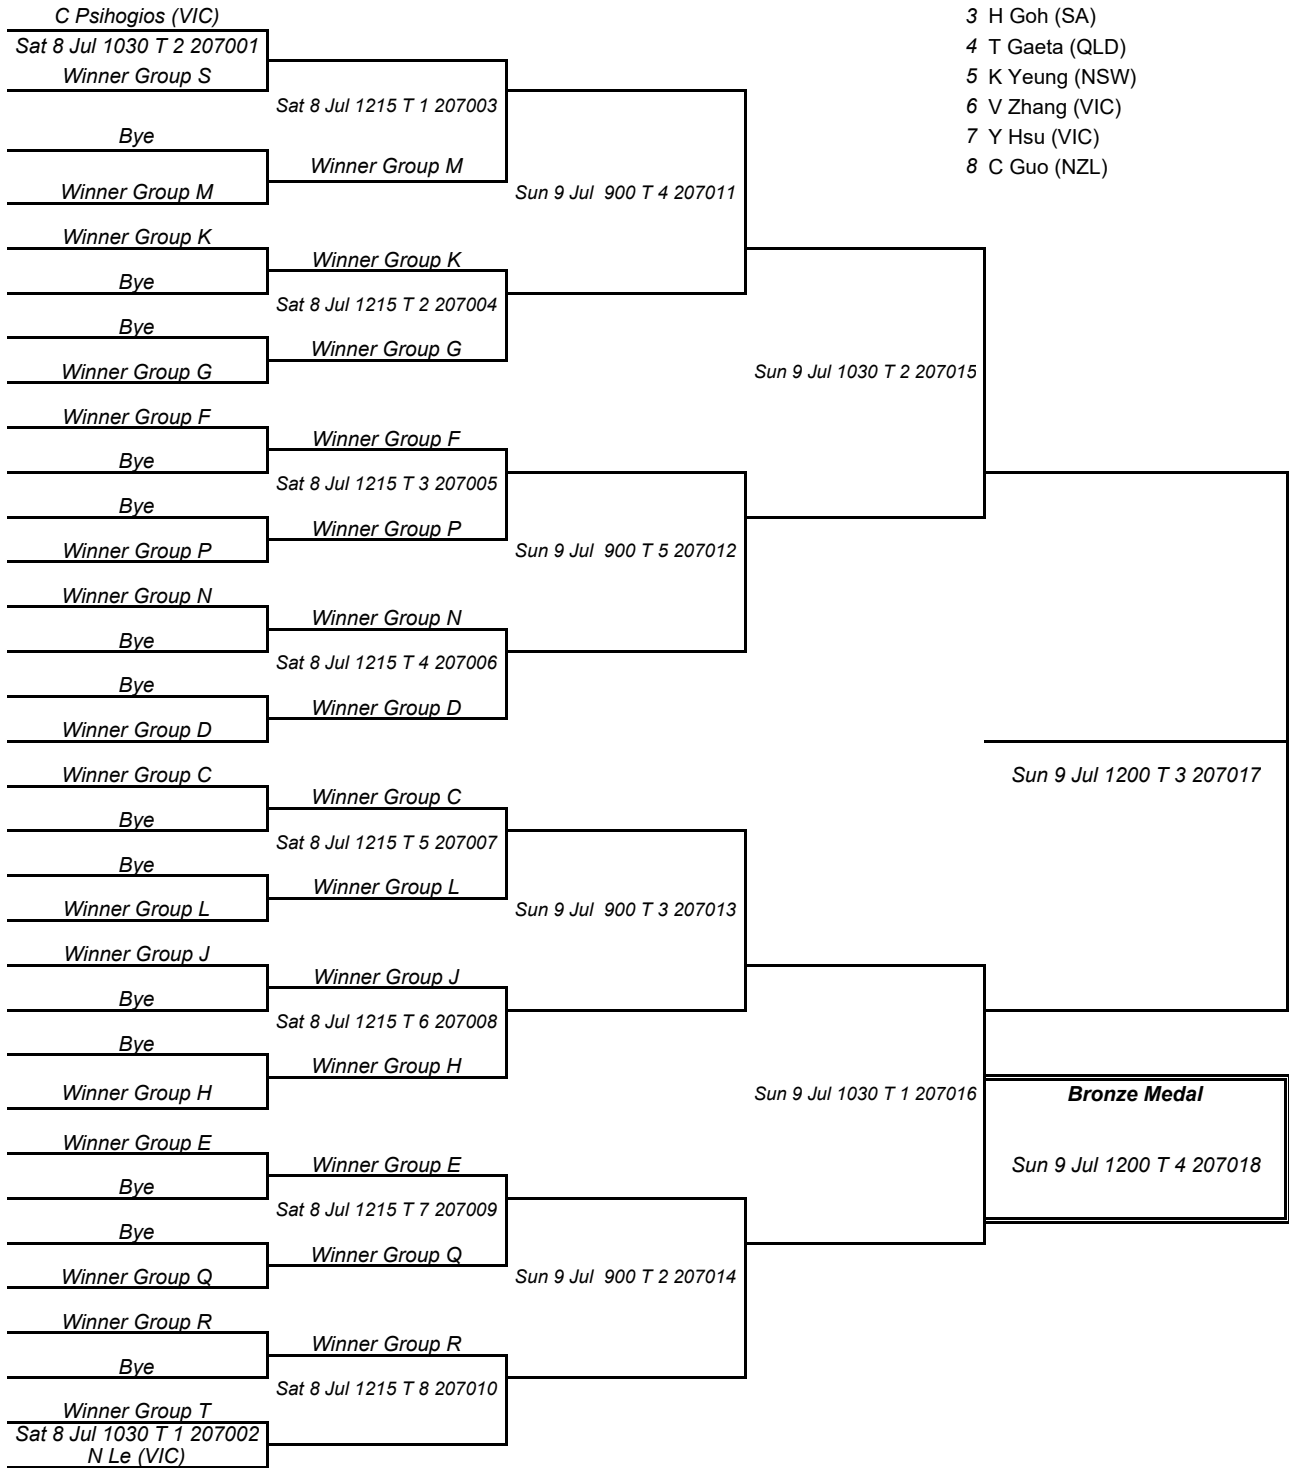 C Psihogios (VIC)
Sat 8 Jul 1030 T 2 207001
Winner Group S
Bye
Winner Group M
Winner Group K
Bye
Bye
Winner Group G
Winner Group F
Bye
Bye
Winner Group P
Winner Group N
Bye
Bye
Winner Group D
Winner Group C
Bye
Bye
Winner Group L
Winner Group J
Bye
Bye
Winner Group H
Winner Group E
Bye
Bye
Winner Group Q
Winner Group R
Bye
Winner Group T
Sat 8 Jul 1030 T 1 207002
N Le (VIC)
Sat 8 Jul 1215 T 1 207003
Winner Group M
Winner Group K
Sat 8 Jul 1215 T 2 207004
Winner Group G
Winner Group F
Sat 8 Jul 1215 T 3 207005
Winner Group P
Winner Group N
Sat 8 Jul 1215 T 4 207006
Winner Group D
Winner Group C
Sat 8 Jul 1215 T 5 207007
Winner Group L
Winner Group J
Sat 8 Jul 1215 T 6 207008
Winner Group H
Winner Group E
Sat 8 Jul 1215 T 7 207009
Winner Group Q
Winner Group R
Sat 8 Jul 1215 T 8 207010
Sun 9 Jul 900 T 4 207011
Sun 9 Jul 900 T 5 207012
Sun 9 Jul 900 T 3 207013
Sun 9 Jul 900 T 2 207014
Sun 9 Jul 1030 T 2 207015
Sun 9 Jul 1030 T 1 207016
3 H Goh (SA)
4 T Gaeta (QLD)
5 K Yeung (NSW)
6 V Zhang (VIC)
7 Y Hsu (VIC)
8 C Guo (NZL)
Sun 9 Jul 1200 T 3 207017
Bronze Medal
Sun 9 Jul 1200 T 4 207018